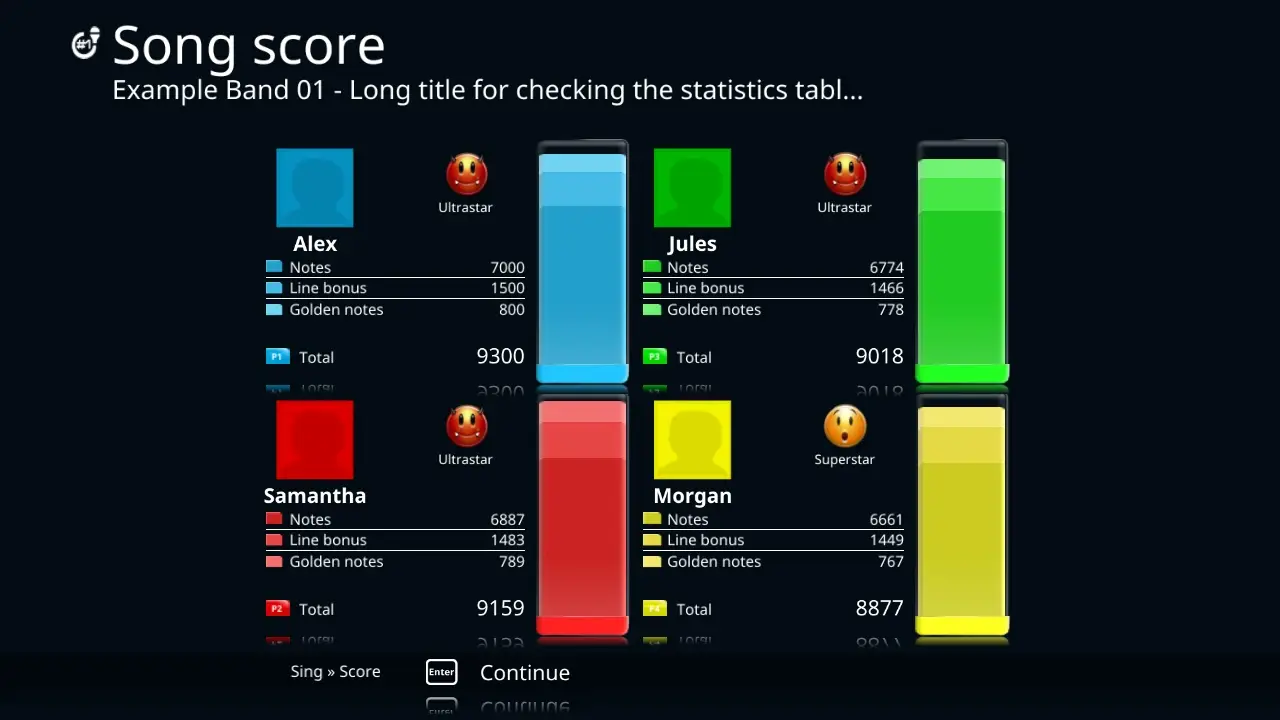 #1 Song score
Example Band 01 - Long title for checking the statistics tabl...
Ultrastar
Alex
Notes 7000
Line bonus 1500
Golden notes 800
P1 Total 9300
Ultrastar
Jules
Notes 6774
Line bonus 1466
Golden notes 778
P3 Total 9018
Ultrastar
Samantha
Notes 6887
Line bonus 1483
Golden notes 789
P2 Total 9159
Superstar
Morgan
Notes 6661
Line bonus 1449
Golden notes 767
P4 Total 8877
Sing » Score Enter Continue